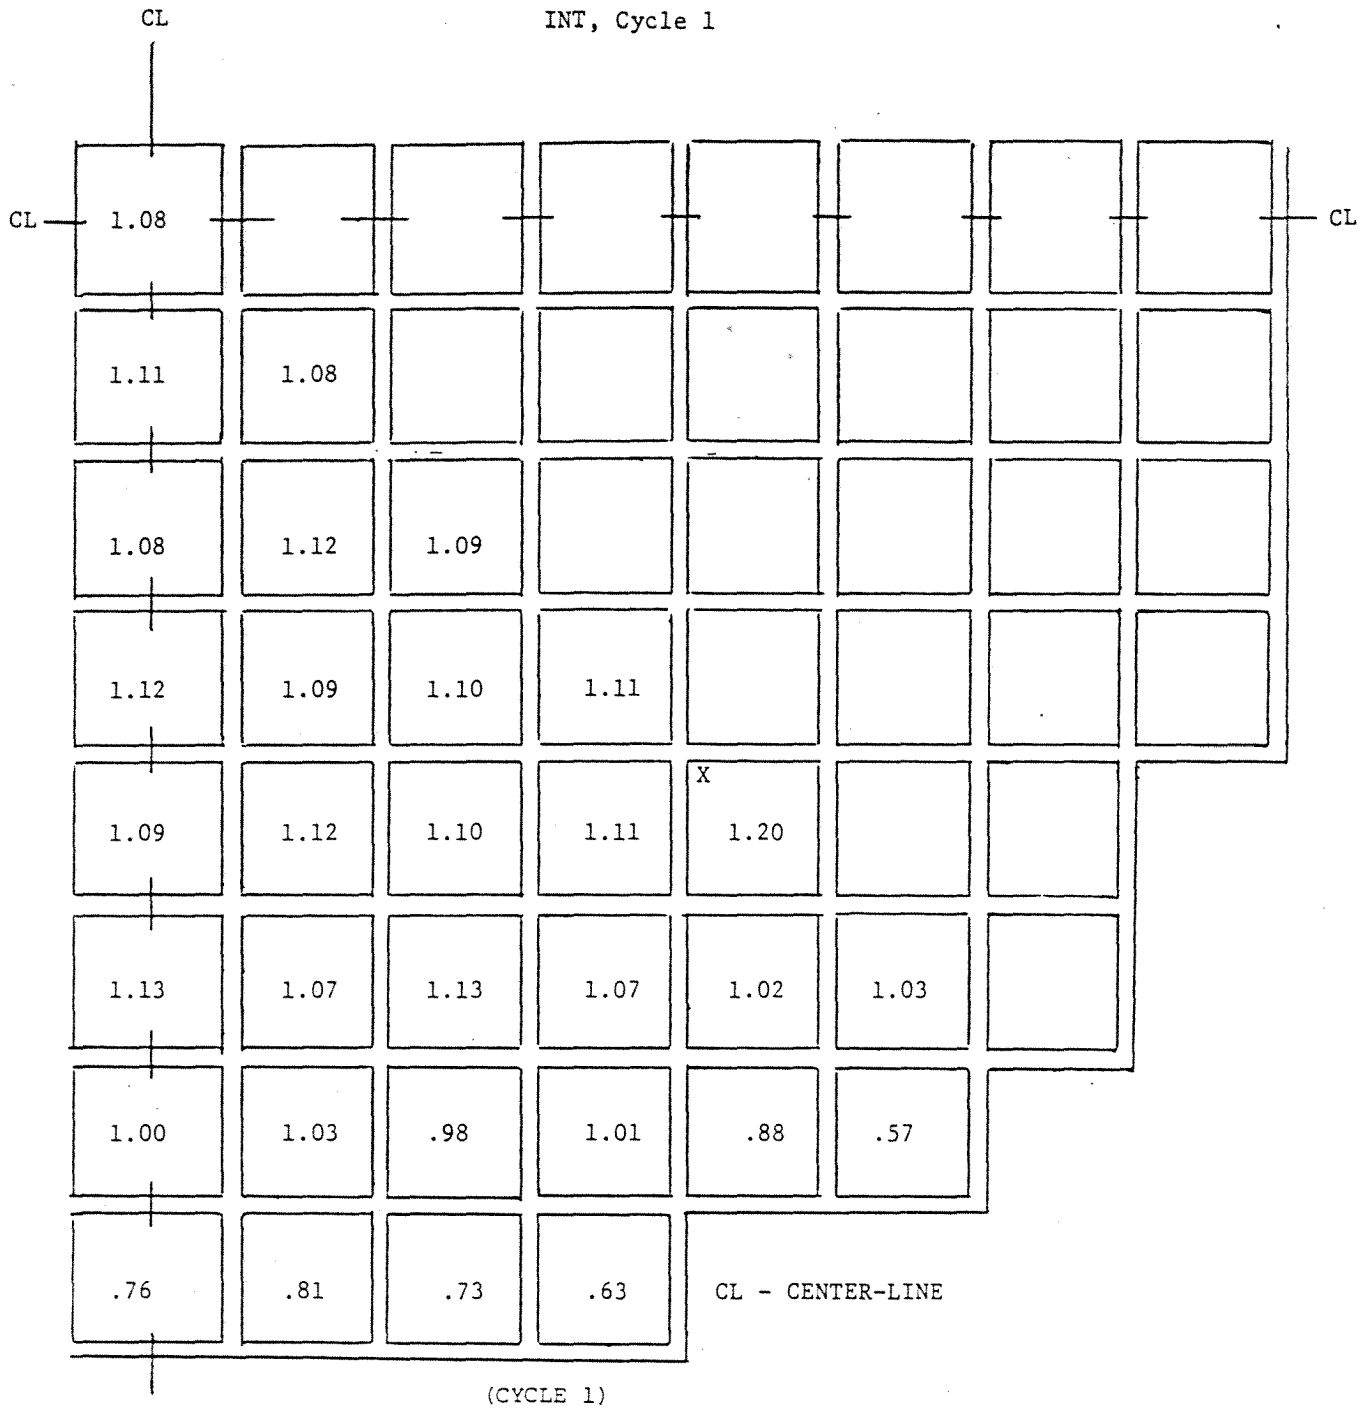 CL INT, Cycle 1
CL 1.08 CL
1.11 1.08
1.08 1.12 1.09
1.12 1.09 1.10 1.11
X
1.09 1.12 1.10 1.11 1.20
1.13 1.07 1.13 1.07 1.02 1.03
1.00 1.03 .98 1.01 .88 .57
.76 .81 .73 .63 CL - CENTER-LINE
(CYCLE 1)